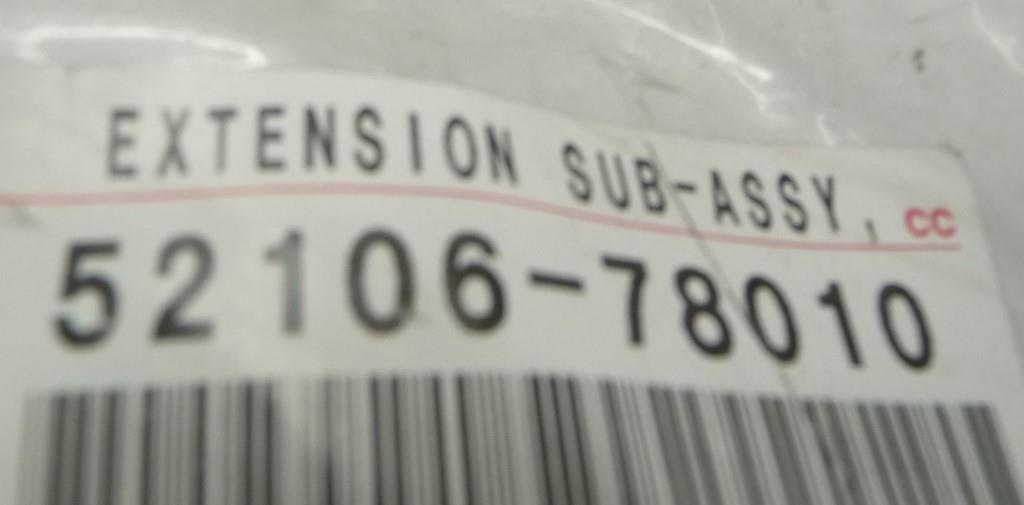 EXTENSION SUB-ASSY, CC
52106-78010